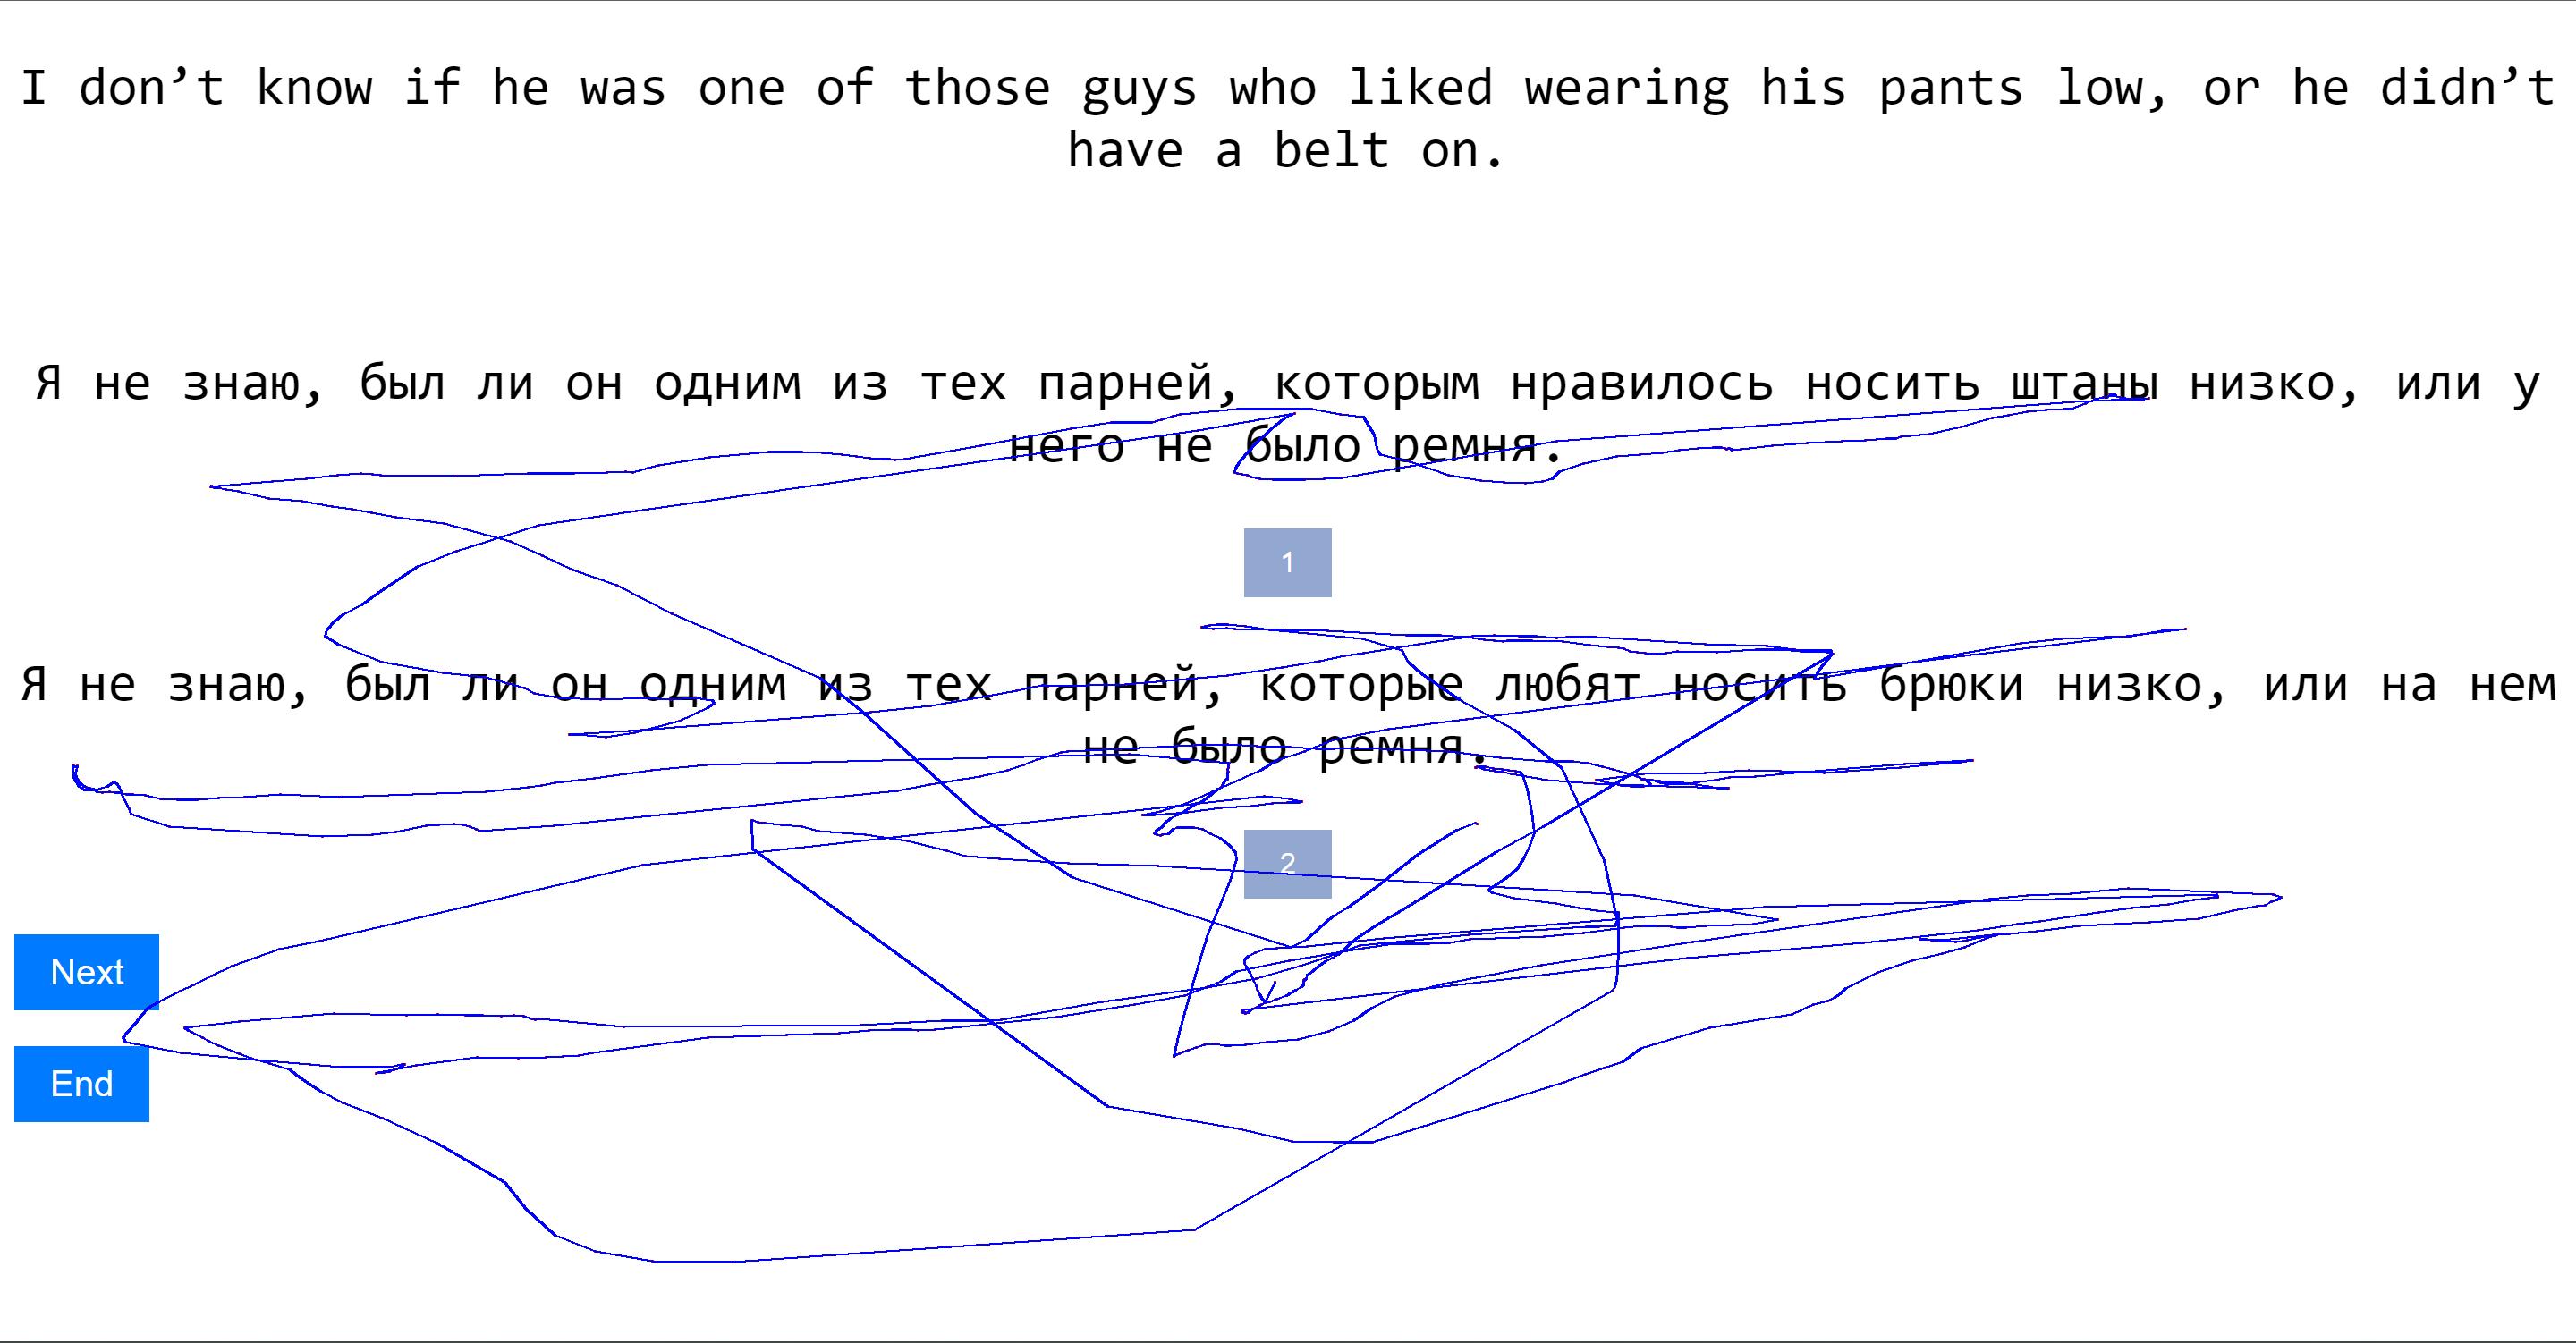 I don’t know if he was one of those guys who liked wearing his pants low, or he didn’t
have a belt on.
Я не знаю, был ли он одним из тех парней, которым нравилось носить штаны низко, или у
него не было ремня.
1
Я не знаю, был ли он одним из тех парней, которые любят носить брюки низко, или на нем
не было ремня.
2
Next
End